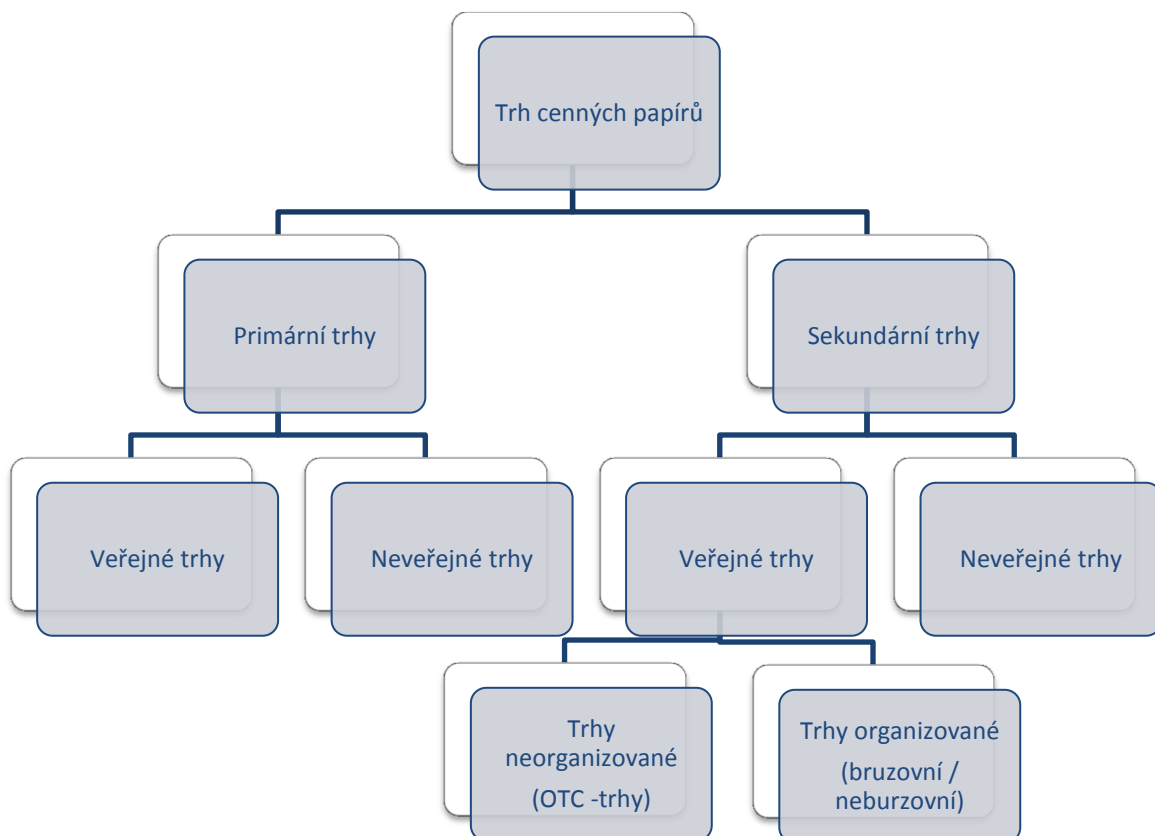 Trh cenných papírů
Primární trhy
Sekundární trhy
Veřejné trhy
Neveřejné trhy
Veřejné trhy
Neveřejné trhy
Trhy
neorganizované
(OTC -trhy)
Trhy organizované
(bruzovní /
neburzovní)